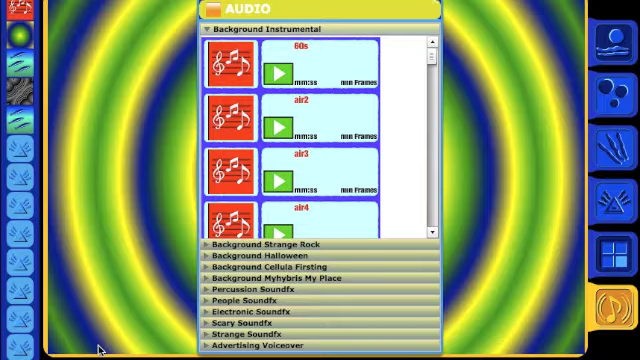 AUDIO
Background Instrumental
60s
mm:ss nnn Frames
air2
mm:ss nnn Frames
air3
mm:ss nnn Frames
air4
Background Strange Rock
Background Halloween
Background Cellula Firsting
Background Myhybris My Place
Percussion Soundfx
People Soundfx
Electronic Soundfx
Scary Soundfx
Strange Soundfx
Advertising Voiceover